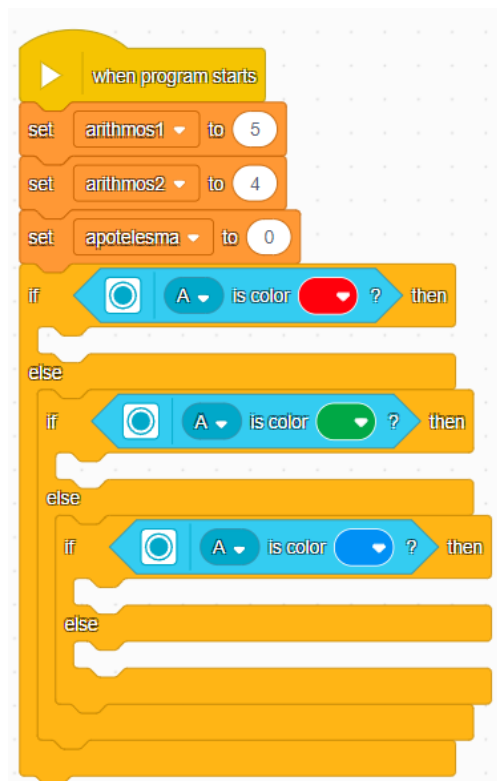 when program starts
set arithmos1 to 5
set arithmos2 to 4
set apotelesma to 0
if A is color ? then
else
if A is color ? then
else
if A is color ? then
else